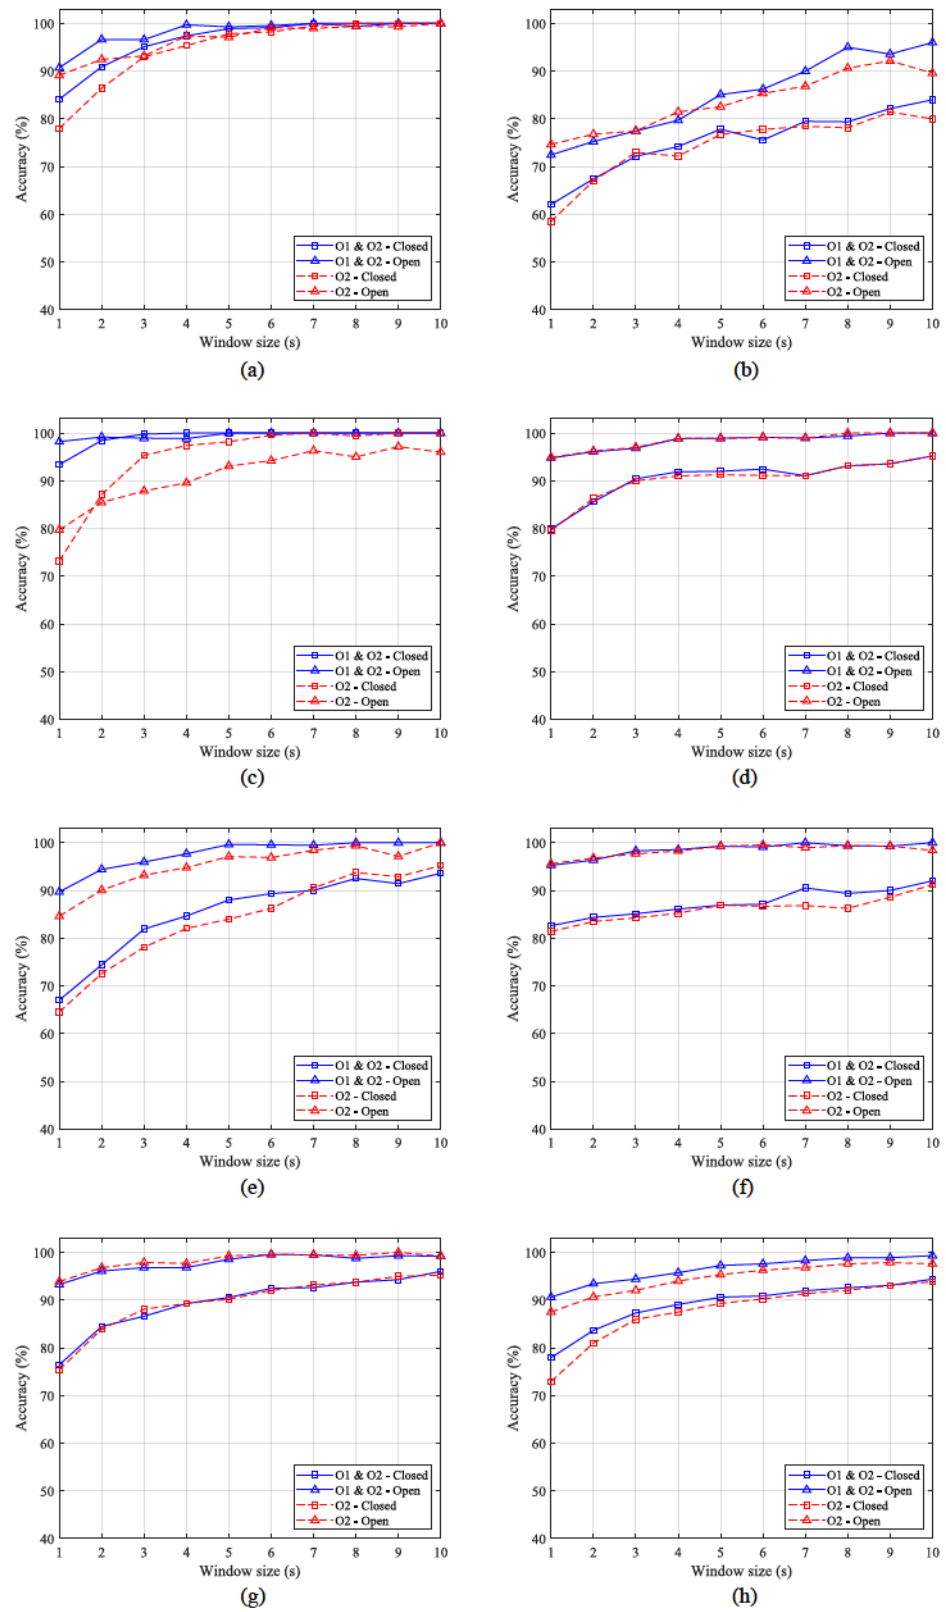 100
90
80
70
60
50
40
Accuracy (%)
O1 & O2 - Closed
O1 & O2 - Open
O2 - Closed
O2 - Open
1 2 3 4 5 6 7 8 9 10
Window size (s)
(a)
100
90
80
70
60
50
40
Accuracy (%)
O1 & O2 - Closed
O1 & O2 - Open
O2 - Closed
O2 - Open
1 2 3 4 5 6 7 8 9 10
Window size (s)
(b)
100
90
80
70
60
50
40
Accuracy (%)
O1 & O2 - Closed
O1 & O2 - Open
O2 - Closed
O2 - Open
1 2 3 4 5 6 7 8 9 10
Window size (s)
(c)
100
90
80
70
60
50
40
Accuracy (%)
O1 & O2 - Closed
O1 & O2 - Open
O2 - Closed
O2 - Open
1 2 3 4 5 6 7 8 9 10
Window size (s)
(d)
100
90
80
70
60
50
40
Accuracy (%)
O1 & O2 - Closed
O1 & O2 - Open
O2 - Closed
O2 - Open
1 2 3 4 5 6 7 8 9 10
Window size (s)
(e)
100
90
80
70
60
50
40
Accuracy (%)
O1 & O2 - Closed
O1 & O2 - Open
O2 - Closed
O2 - Open
1 2 3 4 5 6 7 8 9 10
Window size (s)
(f)
100
90
80
70
60
50
40
Accuracy (%)
O1 & O2 - Closed
O1 & O2 - Open
O2 - Closed
O2 - Open
1 2 3 4 5 6 7 8 9 10
Window size (s)
(g)
100
90
80
70
60
50
40
Accuracy (%)
O1 & O2 - Closed
O1 & O2 - Open
O2 - Closed
O2 - Open
1 2 3 4 5 6 7 8 9 10
Window size (s)
(h)